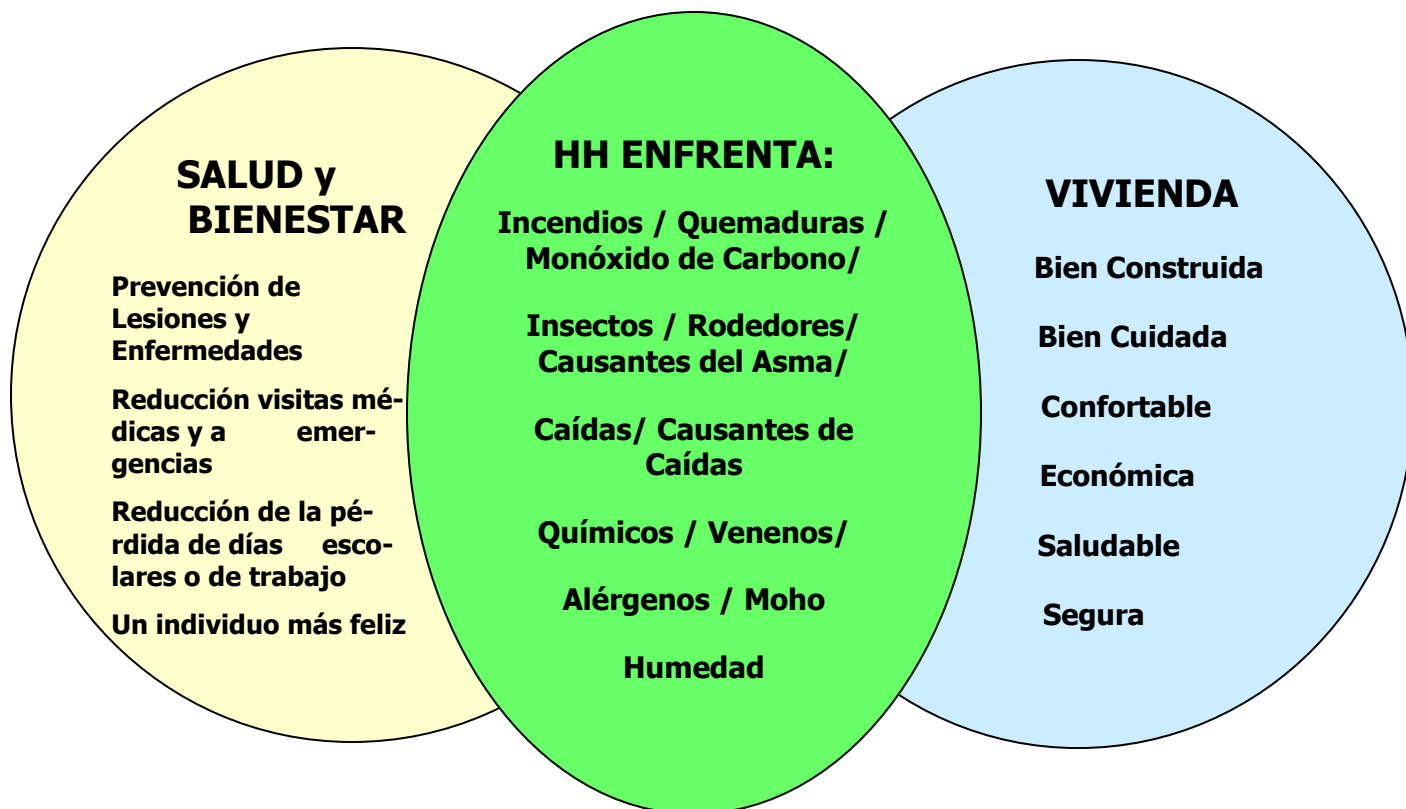 SALUD y
BIENESTAR
Prevención de
Lesiones y
Enfermedades
Reducción visitas mé-
dicas y a emer-
gencias
Reducción de la pé-
rdida de días esco-
lares o de trabajo
Un individuo más feliz
HH ENFRENTA:
Incendios / Quemaduras /
Monóxido de Carbono/
Insectos / Rodedores/
Causantes del Asma/
Caídas/ Causantes de
Caídas
Químicos / Venenos/
Alérgenos / Moho
Humedad
VIVIENDA
Bien Construida
Bien Cuidada
Confortable
Económica
Saludable
Segura